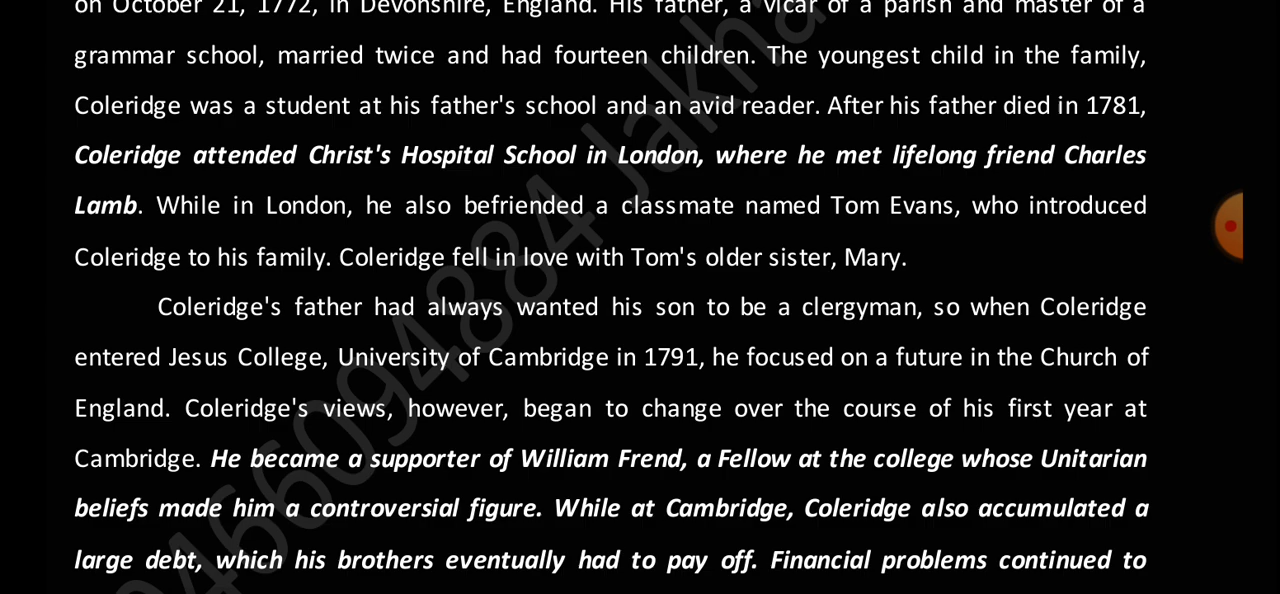 on October 21, 1772, in Devonshire, England. His father, a vicar of a parish and master of a
grammar school, married twice and had fourteen children. The youngest child in the family,
Coleridge was a student at his father's school and an avid reader. After his father died in 1781,
Coleridge attended Christ's Hospital School in London, where he met lifelong friend Charles
Lamb. While in London, he also befriended a classmate named Tom Evans, who introduced
Coleridge to his family. Coleridge fell in love with Tom's older sister, Mary.
Coleridge's father had always wanted his son to be a clergyman, so when Coleridge
entered Jesus College, University of Cambridge in 1791, he focused on a future in the Church of
England. Coleridge's views, however, began to change over the course of his first year at
Cambridge. He became a supporter of William Frend, a Fellow at the college whose Unitarian
beliefs made him a controversial figure. While at Cambridge, Coleridge also accumulated a
large debt, which his brothers eventually had to pay off. Financial problems continued to